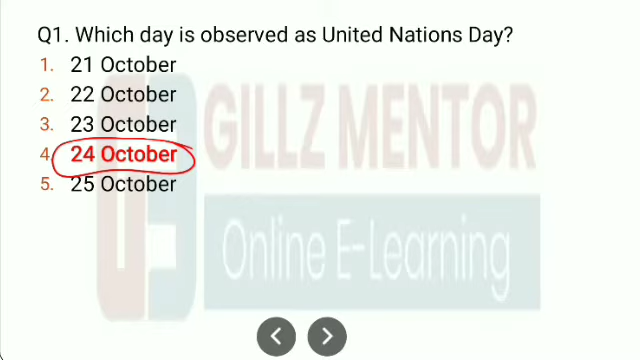 Q1. Which day is observed as United Nations Day?
1. 21 October
2. 22 October
3. 23 October
4. 24 October
5. 25 October
GILLZ MENTOR
Online E-Learning